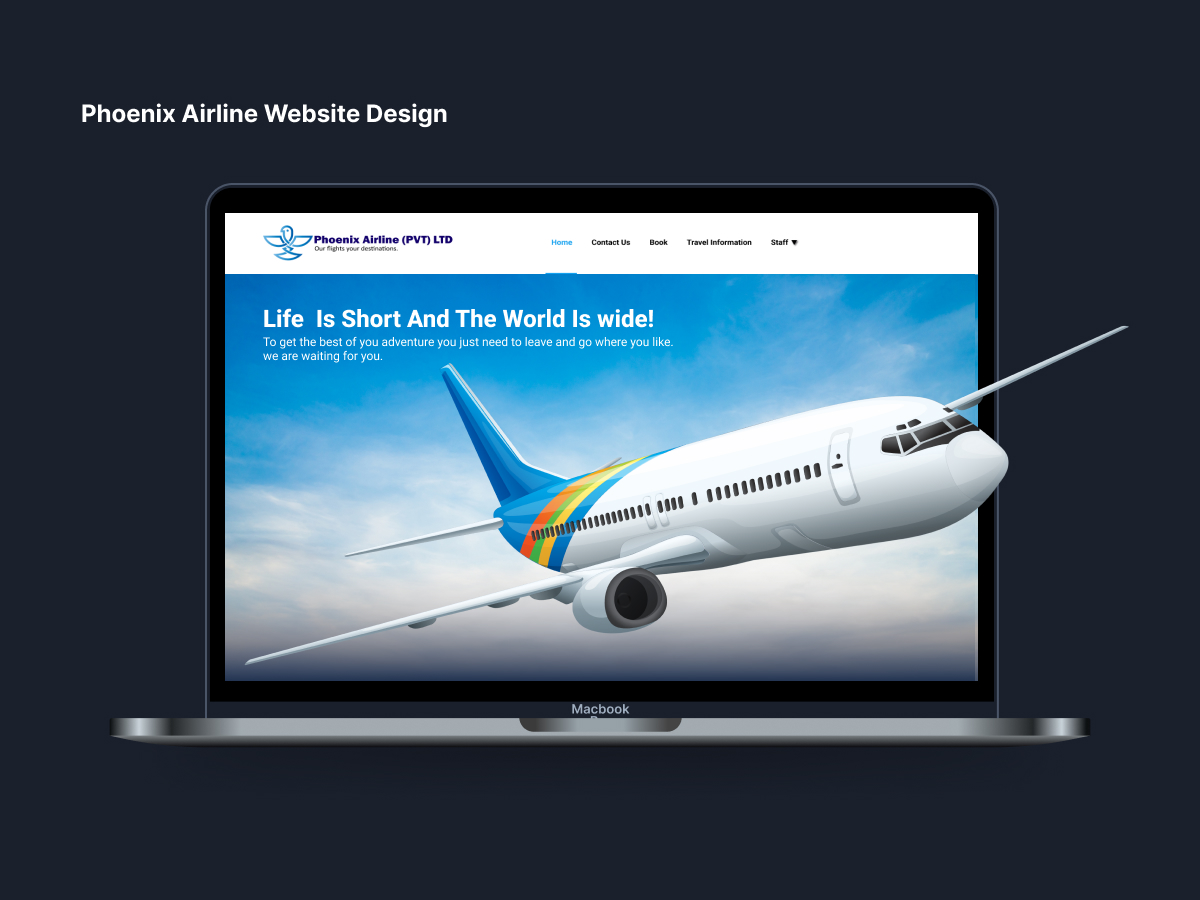 Phoenix Airline Website Design
Phoenix Airline (PVT) LTD
Our flights your destinations.
Home Contact Us Book Travel Information Staff
Life Is Short And The World Is wide!
To get the best of you adventure you just need to leave and go where you like.
we are waiting for you.
Macbook